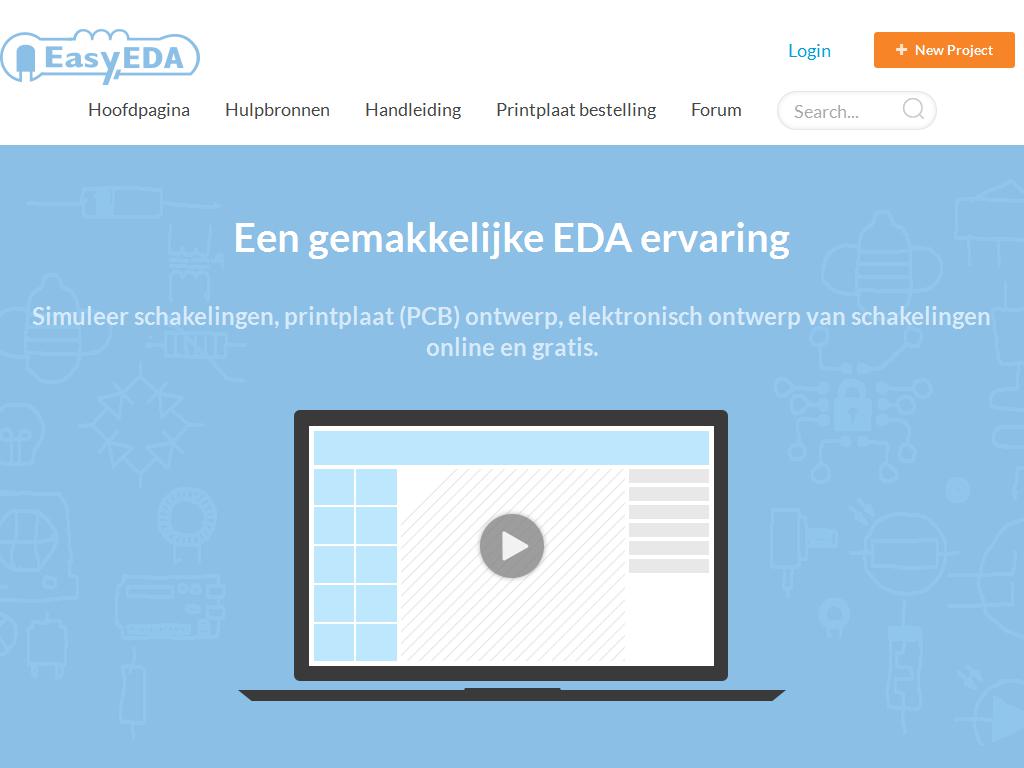 EasyEDA
Login
+ New Project
Hoofdpagina Hulpbronnen Handleiding Printplaat bestelling Forum Search...
Een gemakkelijke EDA ervaring
Simuleer schakelingen, printplaat (PCB) ontwerp, elektronisch ontwerp van schakelingen
online en gratis.